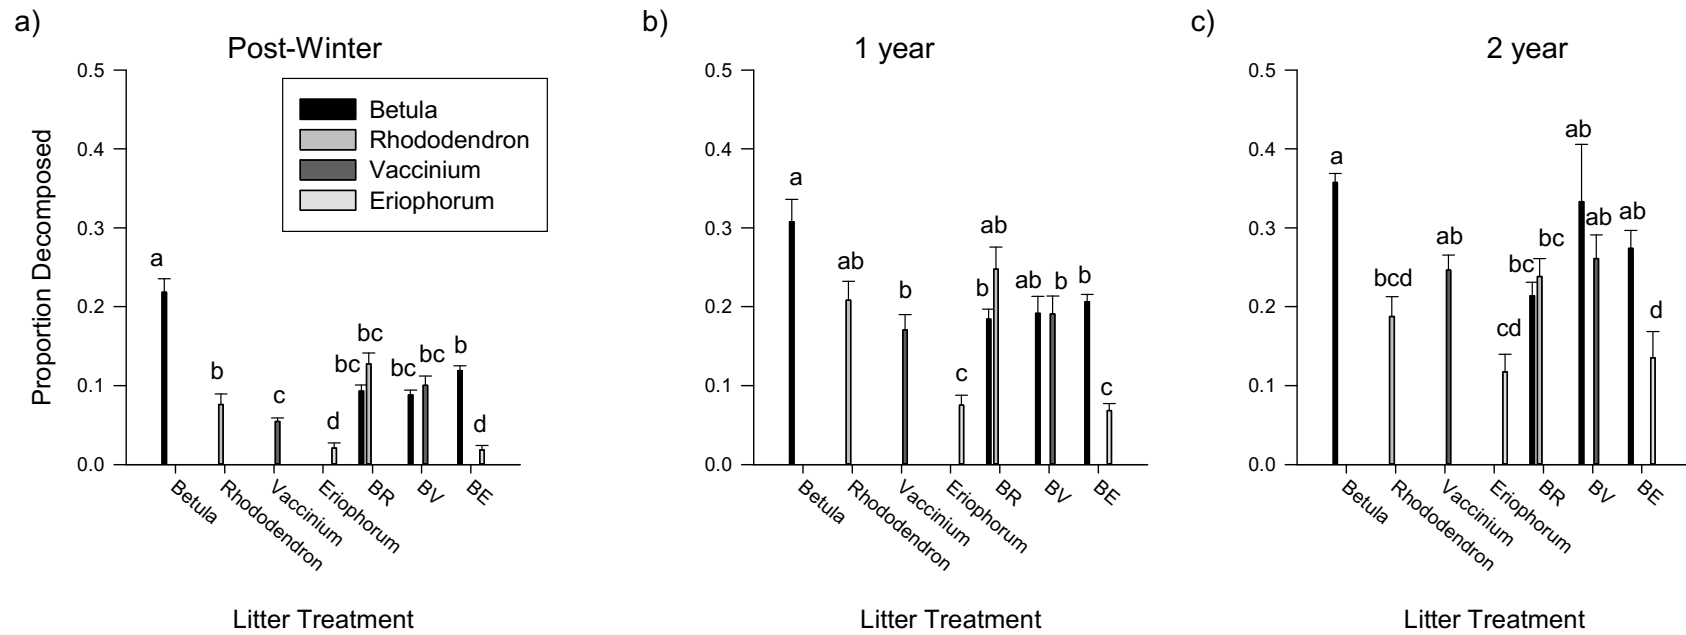 a)
Post-Winter
Proportion Decomposed
0.5
0.4
0.3
0.2
0.1
0.0
Betula
Rhododendron
Vaccinium
Eriophorum
a
b
c
d
bc
bc
bc
bc
b
d
Betula
Rhododendron
Vaccinium
Eriophorum
BR
BV
BE
Litter Treatment
b)
1 year
0.5
0.4
0.3
0.2
0.1
0.0
a
ab
b
c
b
ab
ab
b
b
c
Betula
Rhododendron
Vaccinium
Eriophorum
BR
BV
BE
Litter Treatment
c)
2 year
0.5
0.4
0.3
0.2
0.1
0.0
a
bcd
ab
cd
bc
bc
ab
ab
ab
d
Betula
Rhododendron
Vaccinium
Eriophorum
BR
BV
BE
Litter Treatment